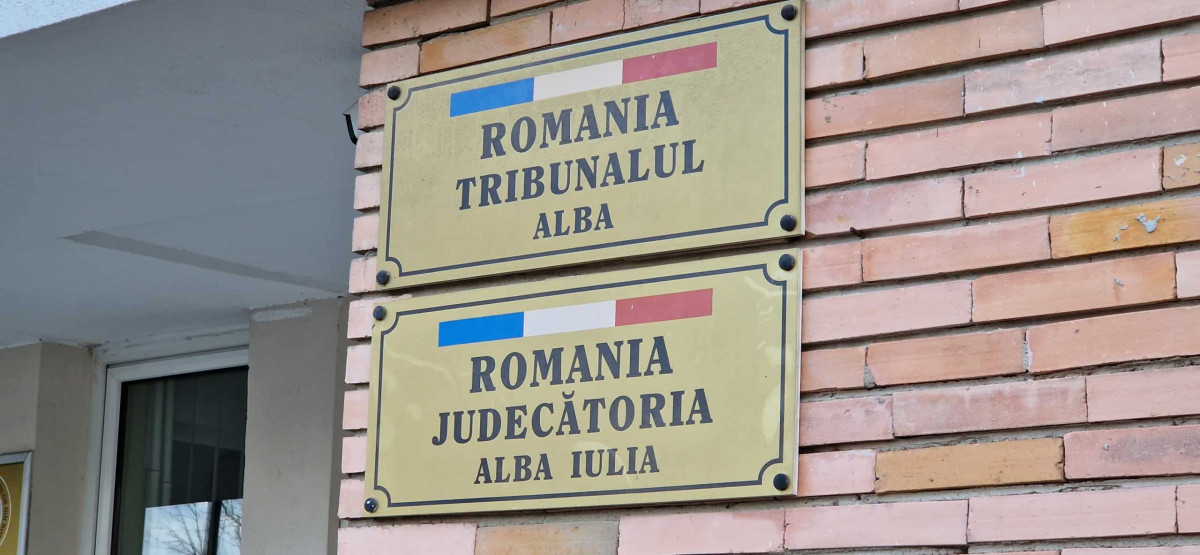 ROMANIA
TRIBUNALUL
ALBA
ROMANIA
JUDECĂTORIA
ALBA IULIA